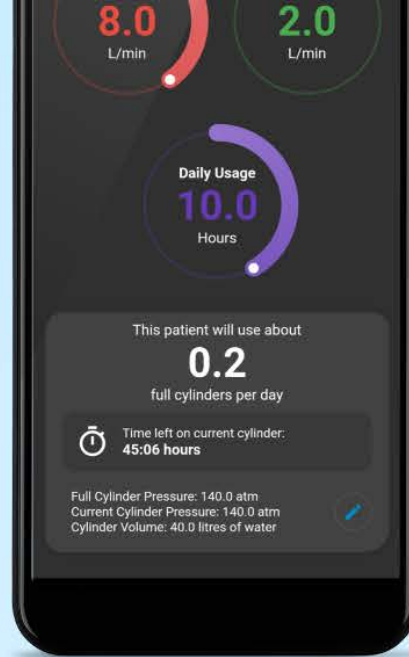 8.0
L/min
2.0
L/min
Daily Usage
10.0
Hours
This patient will use about
0.2
full cylinders per day
Time left on current cylinder:
45:06 hours
Full Cylinder Pressure: 140.0 atm
Current Cylinder Pressure: 140.0 atm
Cylinder Volume: 40.0 litres of water